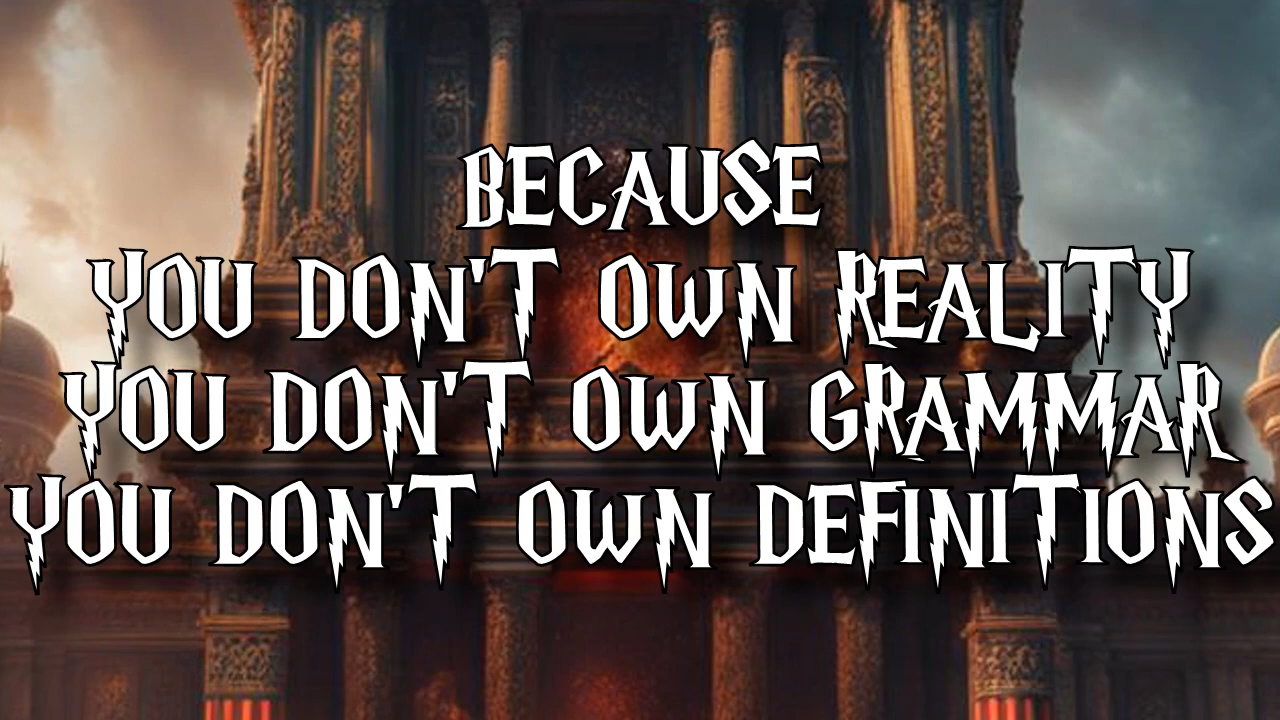 BECAUSE
YOU DON'T OWN REALITY
YOU DON'T OWN GRAMMAR
YOU DON'T OWN DEFINITIONS